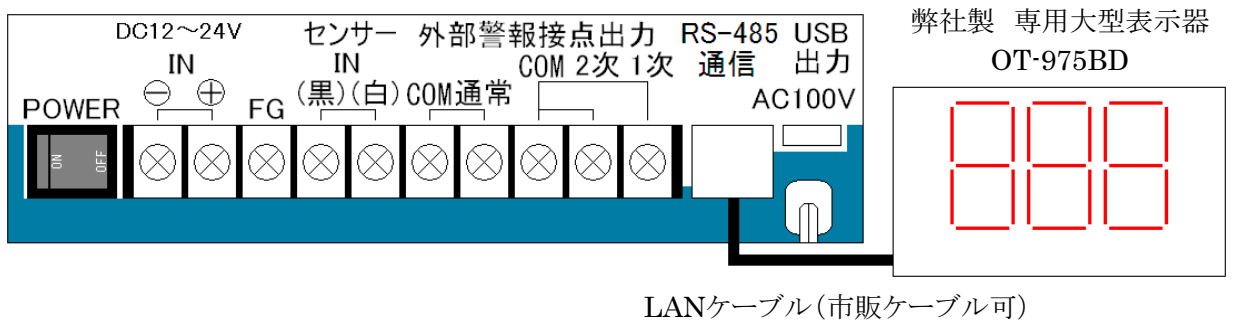 DC12～24V センサー 外部警報接点出力 RS-485 USB
IN IN COM 2次 1次 通信 出力
⊖ ⊕ (黒)(白) COM通常
POWER FG AC100V
ON OFF
弊社製 専用大型表示器
OT-975BD
LANケーブル（市販ケーブル可）